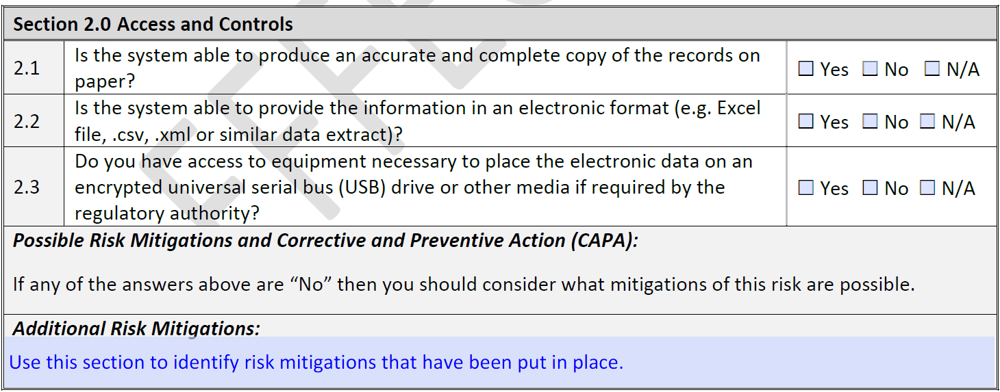 Section 2.0 Access and Controls
2.1
Is the system able to produce an accurate and complete copy of the records on
paper?
Yes No N/A
2.2
Is the system able to provide the information in an electronic format (e.g. Excel
file, .csv, .xml or similar data extract)?
Yes No N/A
2.3
Do you have access to equipment necessary to place the electronic data on an
encrypted universal serial bus (USB) drive or other media if required by the
regulatory authority?
Yes No N/A
Possible Risk Mitigations and Corrective and Preventive Action (CAPA):
If any of the answers above are “No” then you should consider what mitigations of this risk are possible.
Additional Risk Mitigations:
Use this section to identify risk mitigations that have been put in place.